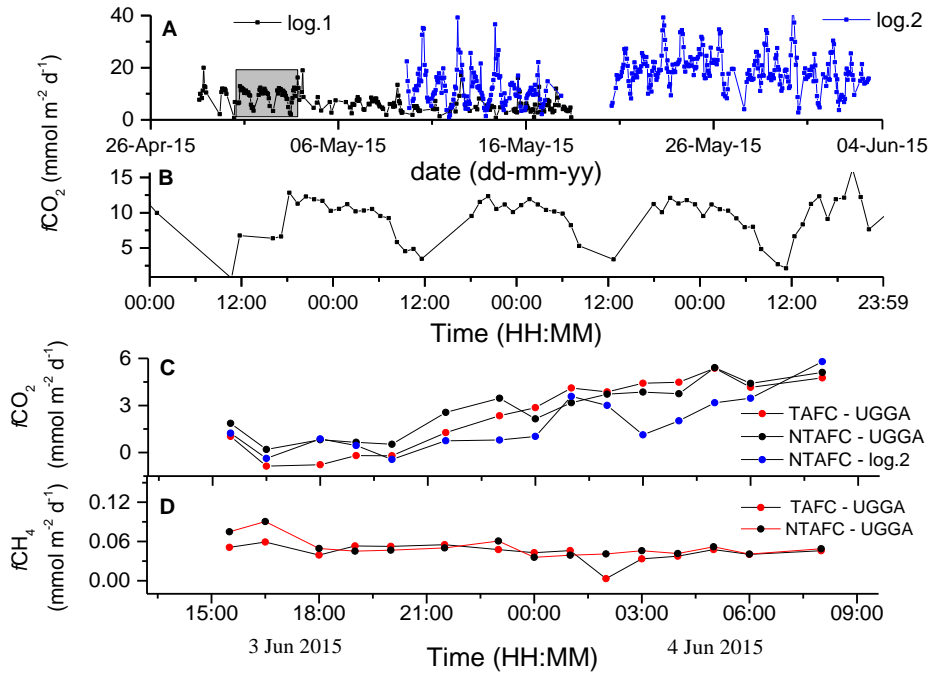 A
log.1
log.2
40
20
0
26-Apr-15
06-May-15
16-May-15
26-May-15
04-Jun-15
date (dd-mm-yy)
fCO2 (mmol m-2 d-1)
B
15
10
5
00:00
12:00
00:00
12:00
00:00
12:00
00:00
12:00
23:59
Time (HH:MM)
C
6
3
0
fCO2
(mmol m-2 d-1)
TAFC - UGGA
NTAFC - UGGA
NTAFC - log.2
D
0.12
0.06
0.00
fCH4
(mmol m-2 d-1)
TAFC - UGGA
NTAFC - UGGA
15:00
18:00
21:00
00:00
03:00
06:00
09:00
3 Jun 2015
Time (HH:MM)
4 Jun 2015